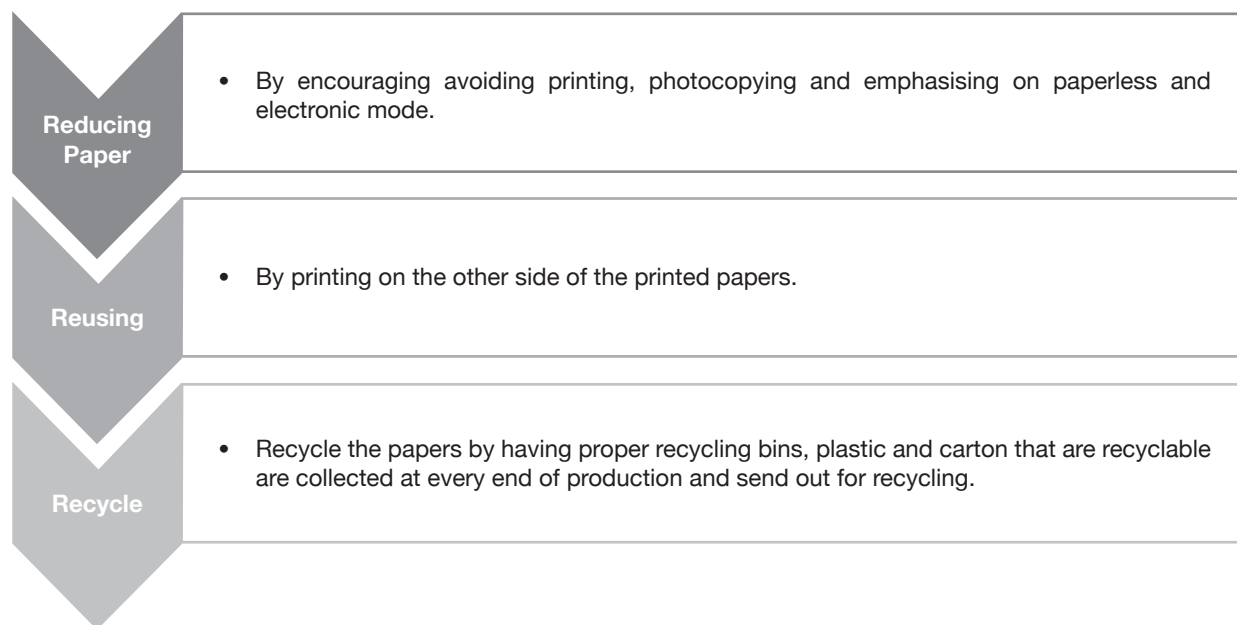 Reducing
Paper
• By encouraging avoiding printing, photocopying and emphasising on paperless and
electronic mode.
Reusing
• By printing on the other side of the printed papers.
Recycle
• Recycle the papers by having proper recycling bins, plastic and carton that are recyclable
are collected at every end of production and send out for recycling.